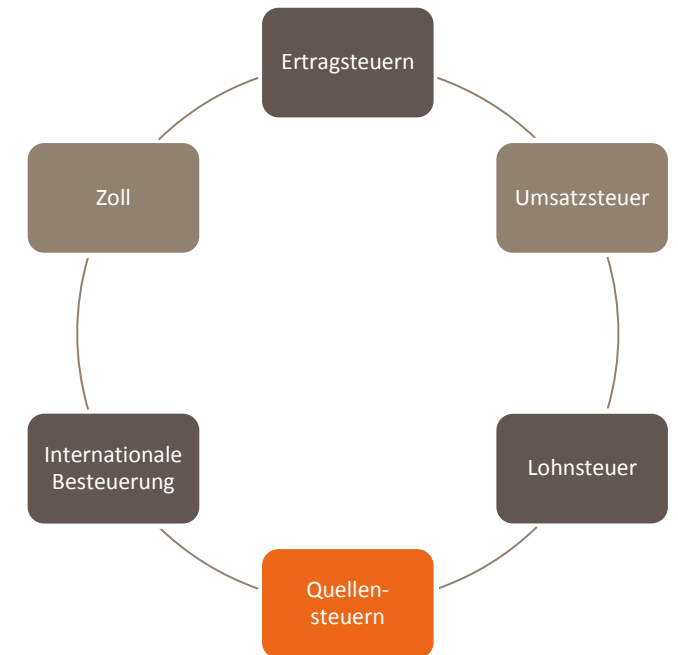 Ertragsteuern
Zoll
Umsatzsteuer
Internationale
Besteuerung
Lohnsteuer
Quellen-
steuern